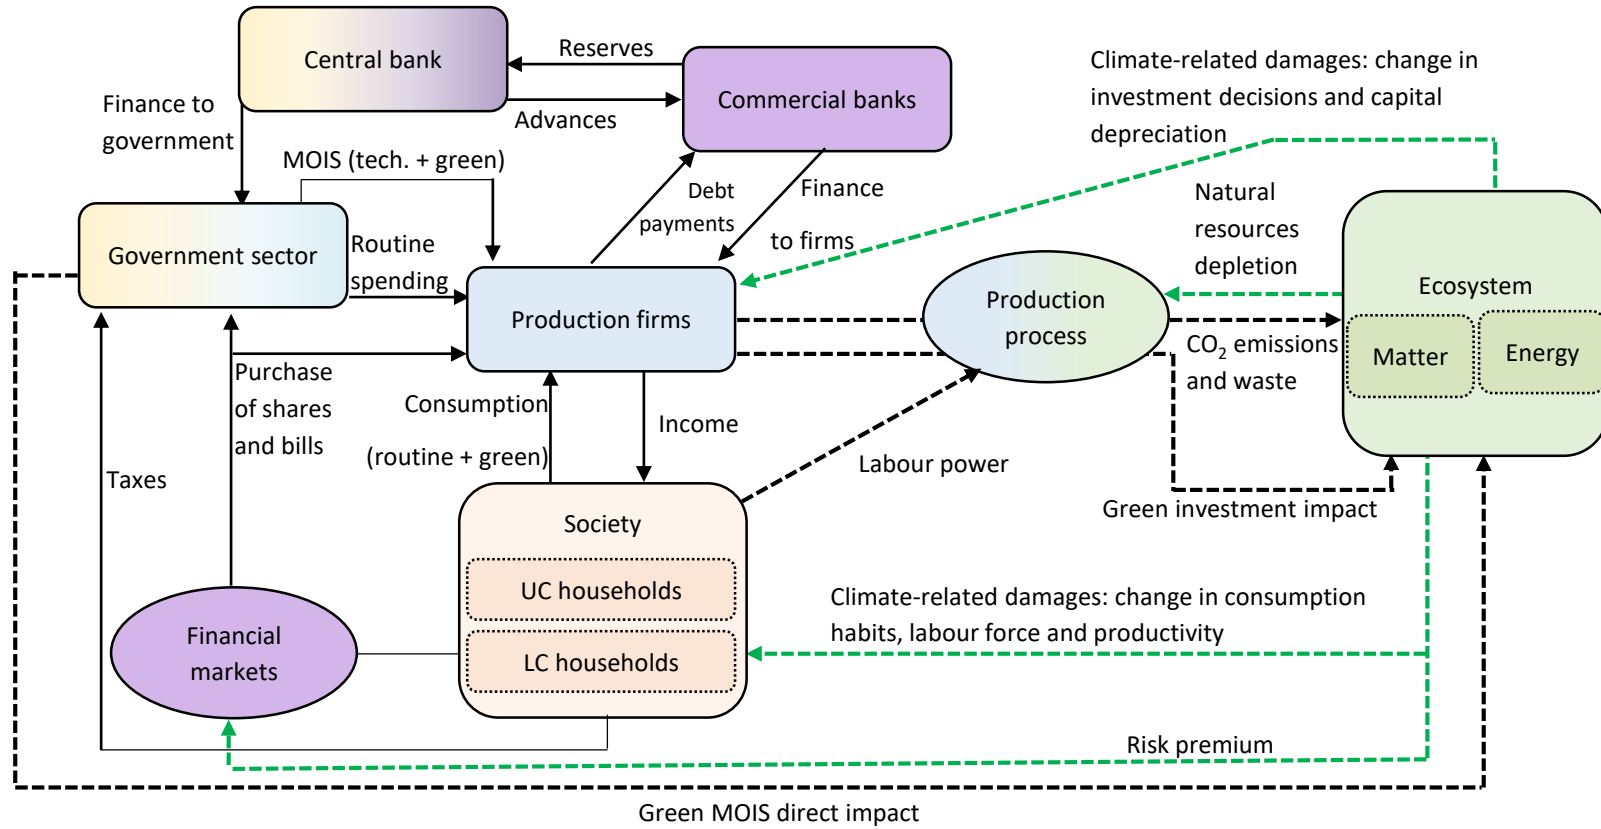 Central bank
Reserves
Advances
Commercial banks
Climate-related damages: change in
investment decisions and capital
depreciation
Finance to
government
MOIS (tech. + green)
Debt
payments
Finance
to firms
Natural
resources
depletion
Government sector
Routine
spending
Production firms
Production
process
Ecosystem
Matter
Energy
CO₂ emissions
and waste
Purchase
of shares
and bills
Consumption
(routine + green)
Income
Labour power
Green investment impact
Taxes
Society
UC households
LC households
Financial
markets
Climate-related damages: change in consumption
habits, labour force and productivity
Risk premium
Green MOIS direct impact